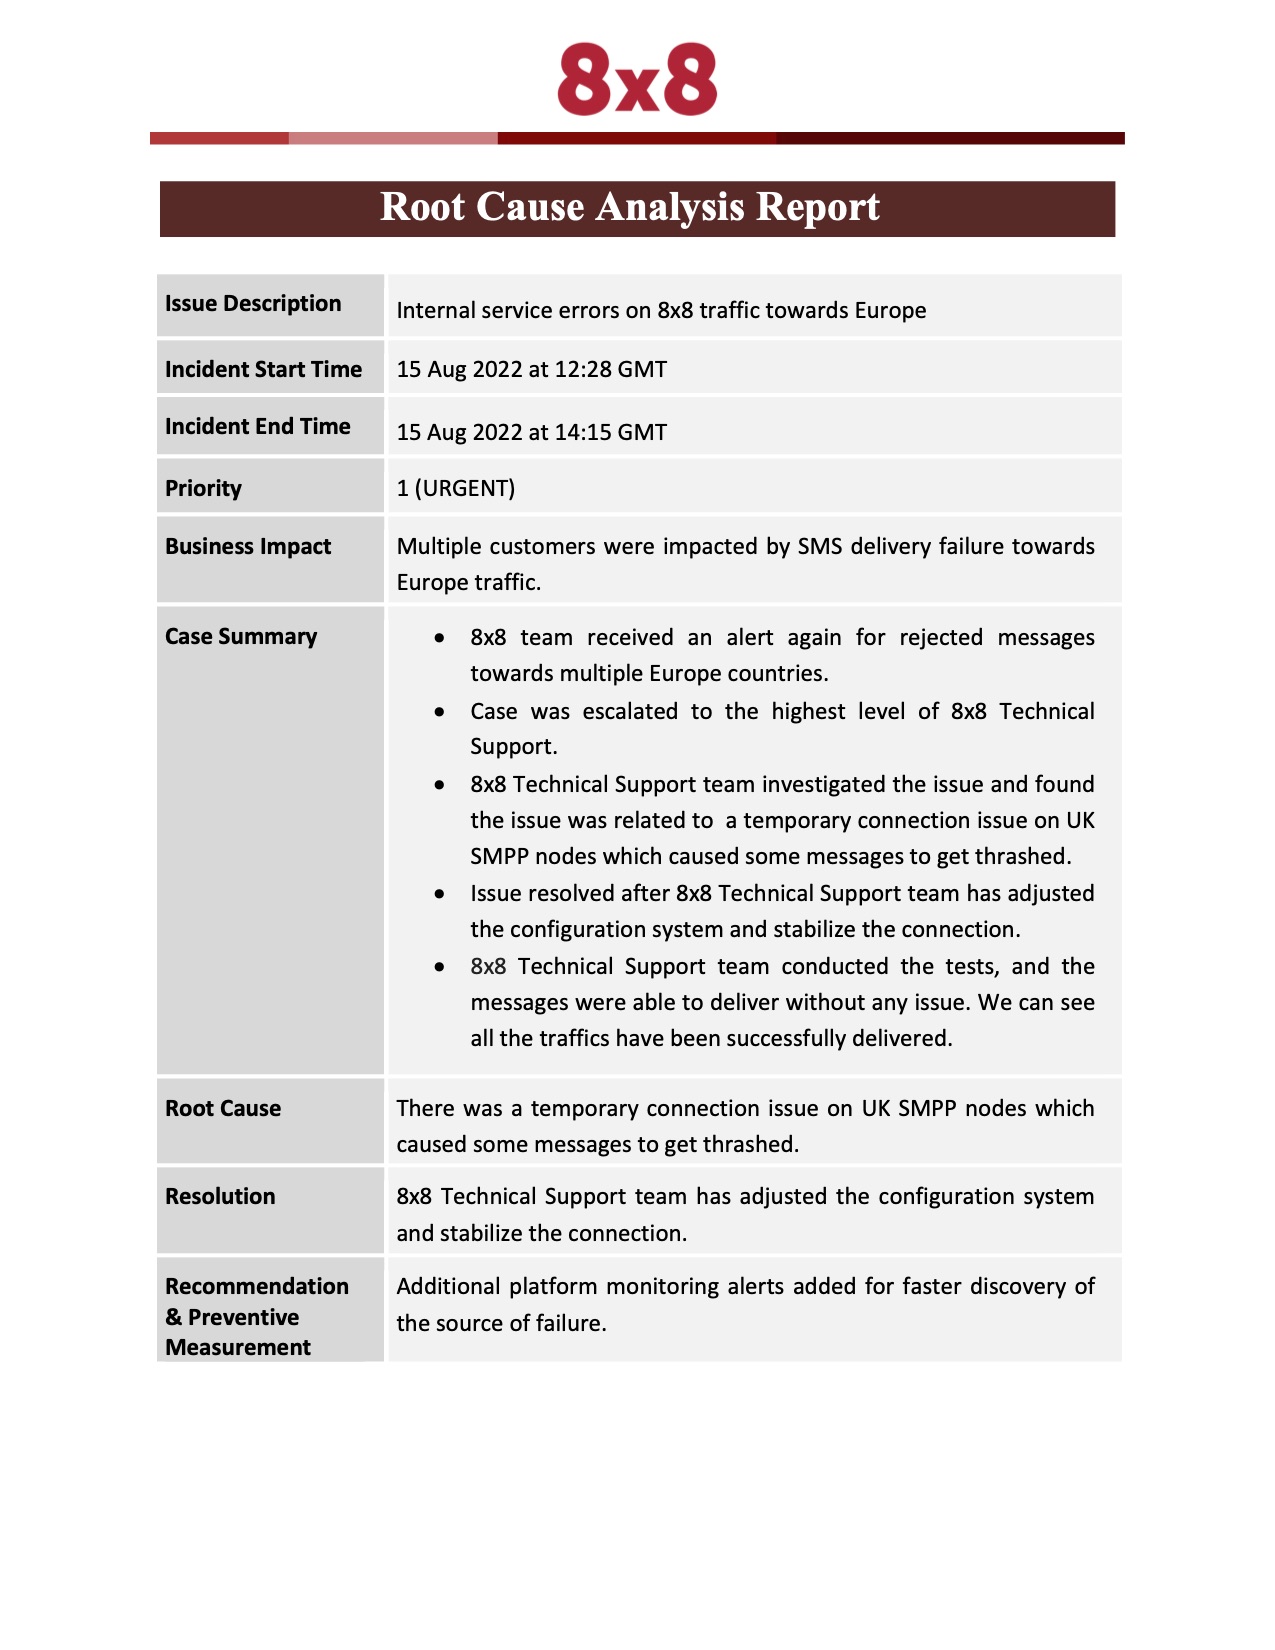 8x8
Root Cause Analysis Report
Issue Description
Internal service errors on 8x8 traffic towards Europe
Incident Start Time
15 Aug 2022 at 12:28 GMT
Incident End Time
15 Aug 2022 at 14:15 GMT
Priority
1 (URGENT)
Business Impact
Multiple customers were impacted by SMS delivery failure towards
Europe traffic.
Case Summary
• 8x8 team received an alert again for rejected messages
towards multiple Europe countries.
• Case was escalated to the highest level of 8x8 Technical
Support.
• 8x8 Technical Support team investigated the issue and found
the issue was related to  a temporary connection issue on UK
SMPP nodes which caused some messages to get thrashed.
• Issue resolved after 8x8 Technical Support team has adjusted
the configuration system and stabilize the connection.
• 8x8 Technical Support team conducted the tests, and the
messages were able to deliver without any issue. We can see
all the traffics have been successfully delivered.
Root Cause
There was a temporary connection issue on UK SMPP nodes which
caused some messages to get thrashed.
Resolution
8x8 Technical Support team has adjusted the configuration system
and stabilize the connection.
Recommendation
& Preventive
Measurement
Additional platform monitoring alerts added for faster discovery of
the source of failure.